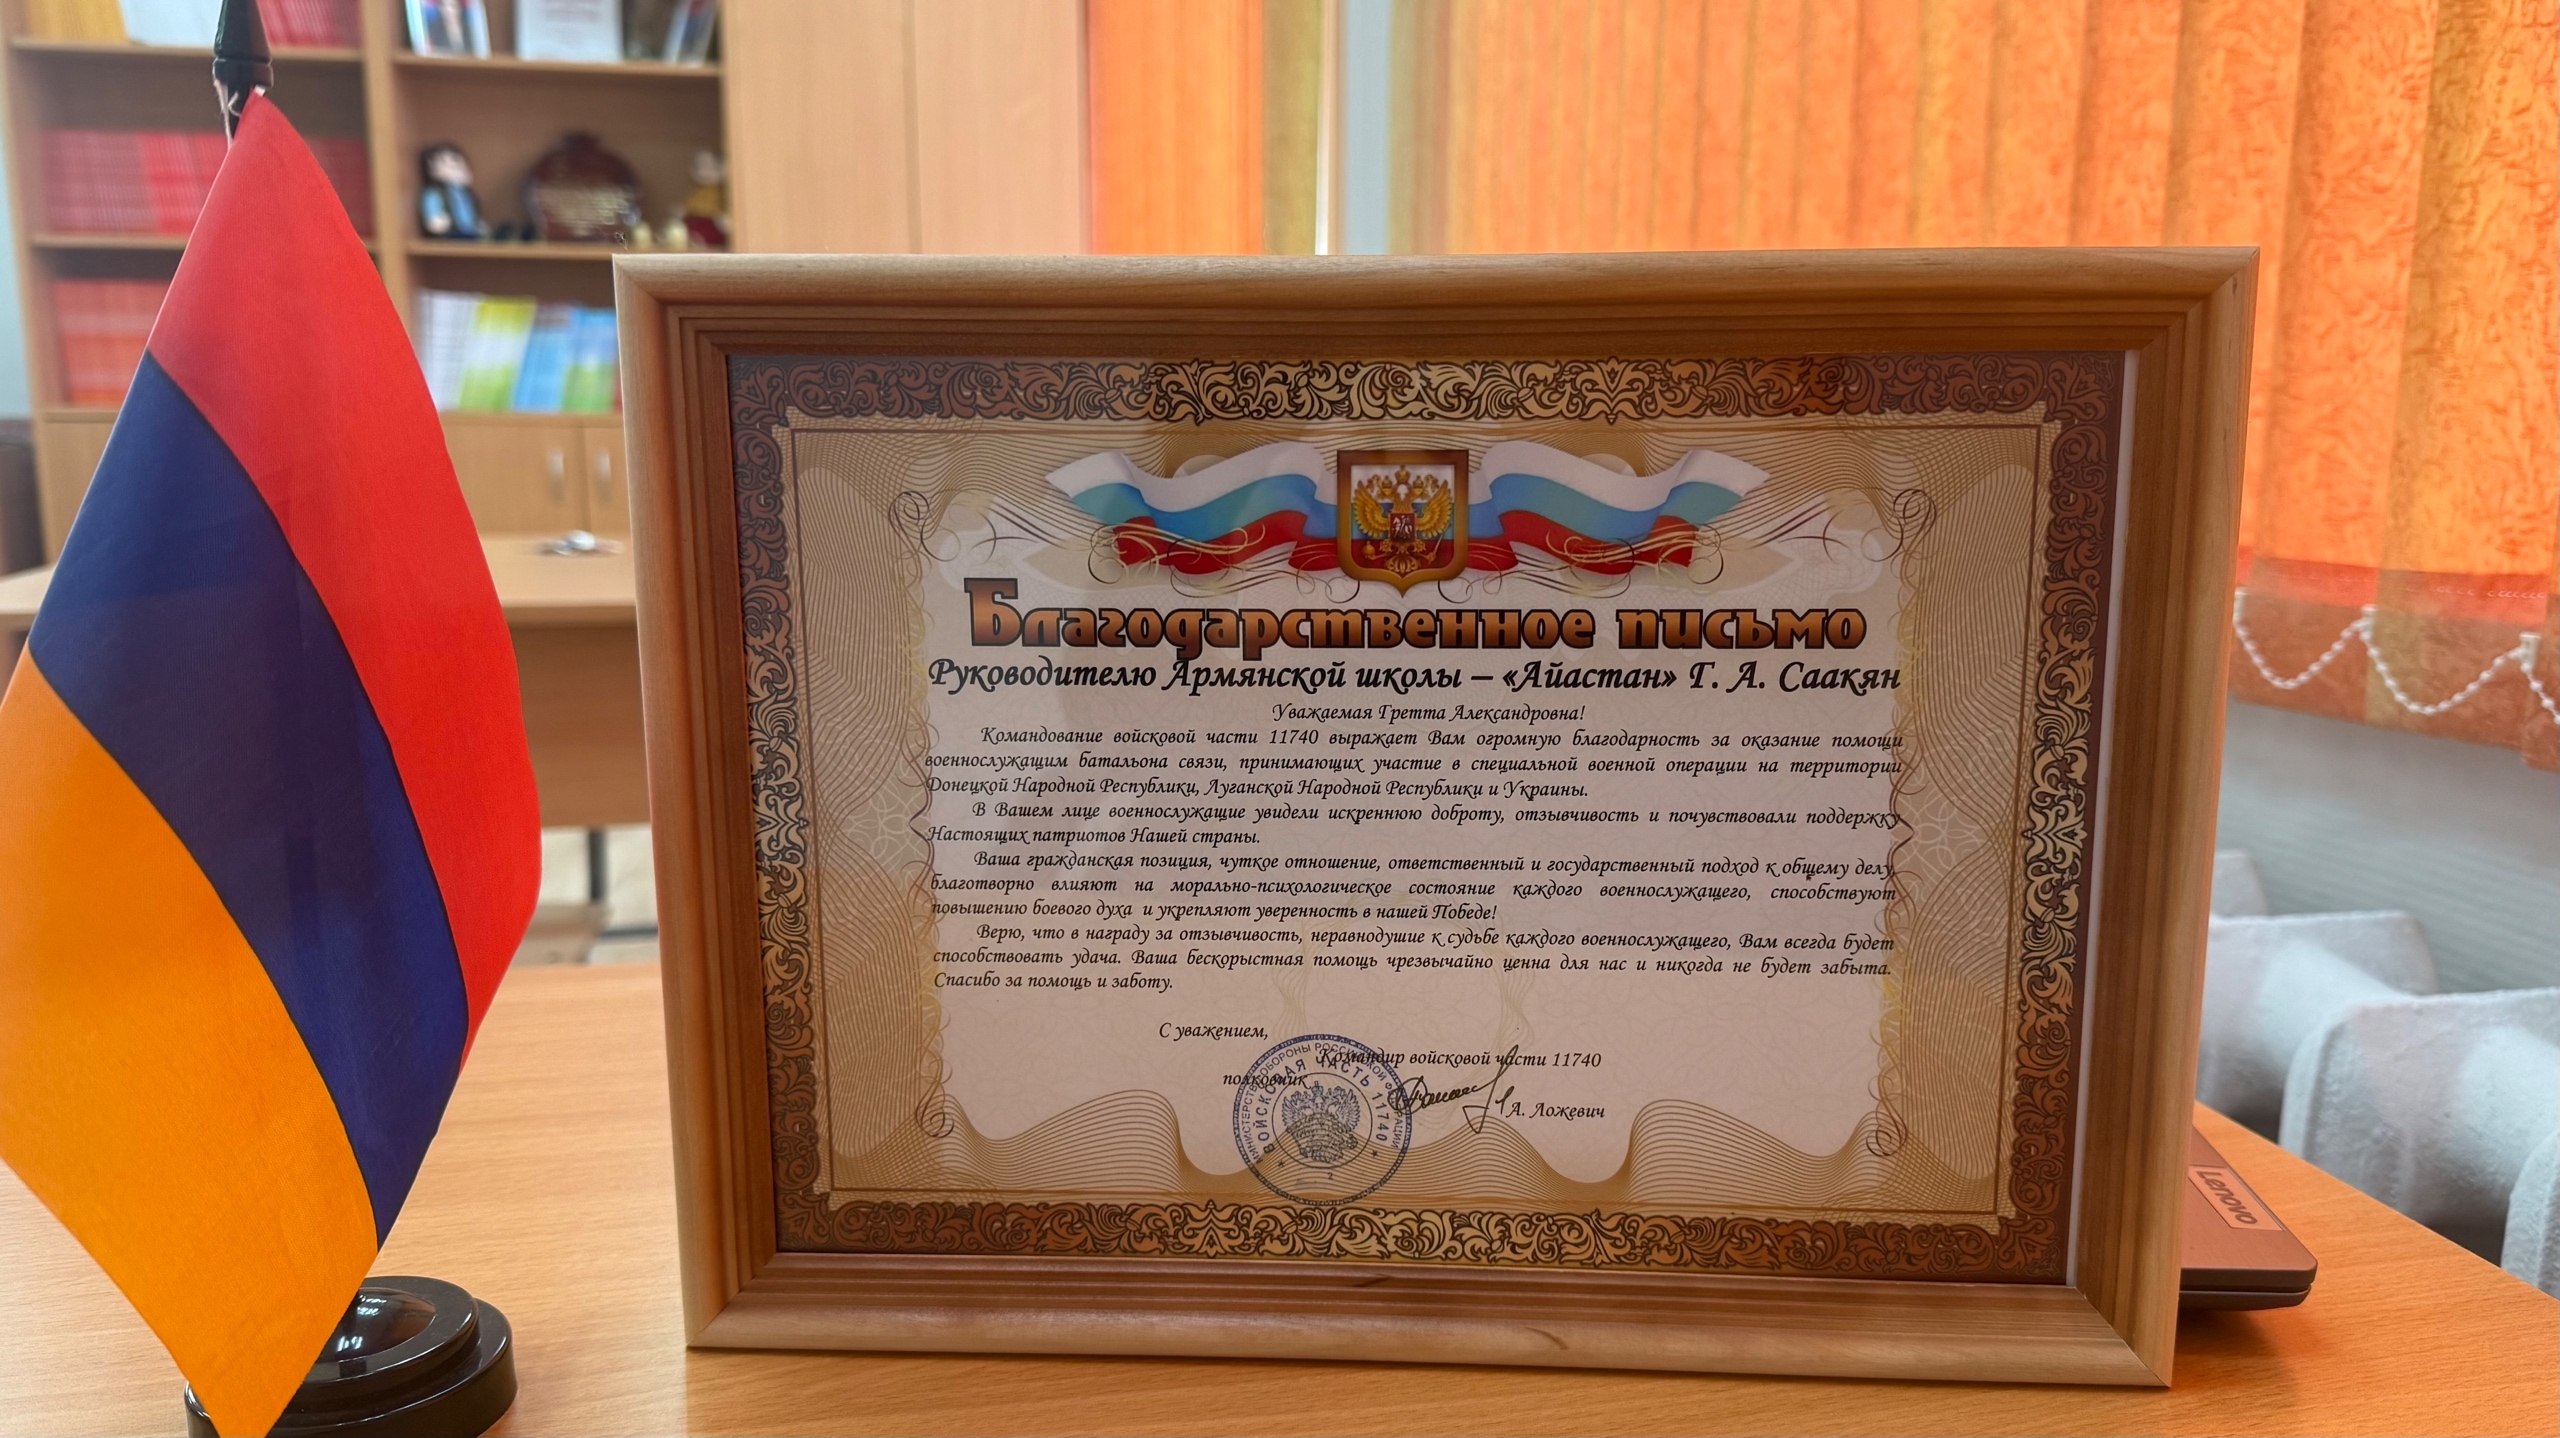 Благодарственное письмо
Руководителю Армянской школы – «Айастан» Г. А. Саакян
Уважаемая Гретта Александровна!
Командование войсковой части 11740 выражает Вам огромную благодарность за оказание помощи
военнослужащим батальона связи, принимающих участие в специальной военной операции на территории
Донецкой Народной Республики, Луганской Народной Республики и Украины.
В Вашем лице военнослужащие увидели искреннюю доброту, отзывчивость и почувствовали поддержку
Настоящих патриотов Нашей страны.
Ваша гражданская позиция, чуткое отношение, ответственный и государственный подход к общему делу,
благотворно влияют на морально-психологическое состояние каждого военнослужащего, способствуют
повышению боевого духа и укрепляют уверенность в нашей Победе!
Верю, что в награду за отзывчивость, неравнодушие к судьбе каждого военнослужащего, Вам всегда будет
способствовать удача. Ваша бескорыстная помощь чрезвычайно ценна для нас и никогда не будет забыта.
Спасибо за помощь и заботу.
С уважением,
Командир войсковой части 11740
полковник
А. Ложевич
МИНИСТЕРСТВО ОБОРОНЫ РОССИЙСКОЙ ФЕДЕРАЦИИ
ВОЙСКОВАЯ ЧАСТЬ 11740
Lenovo